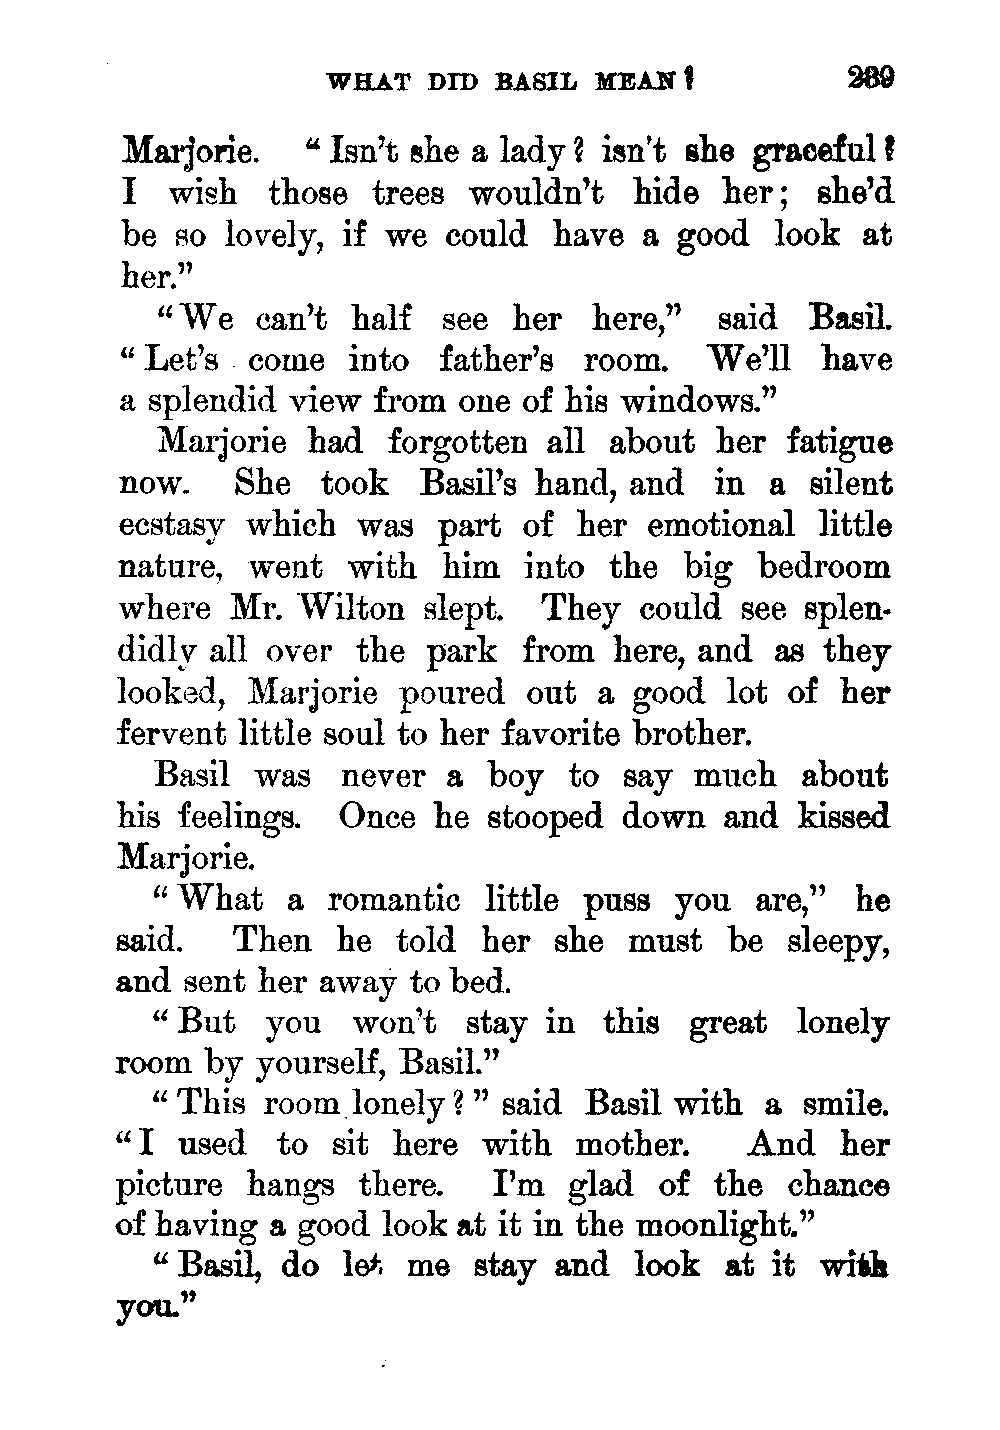 WHAT DID BASIL MEAN? 289
Marjorie. “Isn’t she a lady? isn’t she graceful?
I wish those trees wouldn’t hide her; she’d
be so lovely, if we could have a good look at
her.”
“We can’t half see her here,” said Basil.
“Let’s come into father’s room. We’ll have
a splendid view from one of his windows.”
Marjorie had forgotten all about her fatigue
now. She took Basil’s hand, and in a silent
ecstasy which was part of her emotional little
nature, went with him into the big bedroom
where Mr. Wilton slept. They could see splen-
didly all over the park from here, and as they
looked, Marjorie poured out a good lot of her
fervent little soul to her favorite brother.
Basil was never a boy to say much about
his feelings. Once he stooped down and kissed
Marjorie.
“What a romantic little puss you are,” he
said. Then he told her she must be sleepy,
and sent her away to bed.
“But you won’t stay in this great lonely
room by yourself, Basil.”
“This room lonely?” said Basil with a smile.
“I used to sit here with mother. And her
picture hangs there. I’m glad of the chance
of having a good look at it in the moonlight.”
“Basil, do let me stay and look at it with
you.”